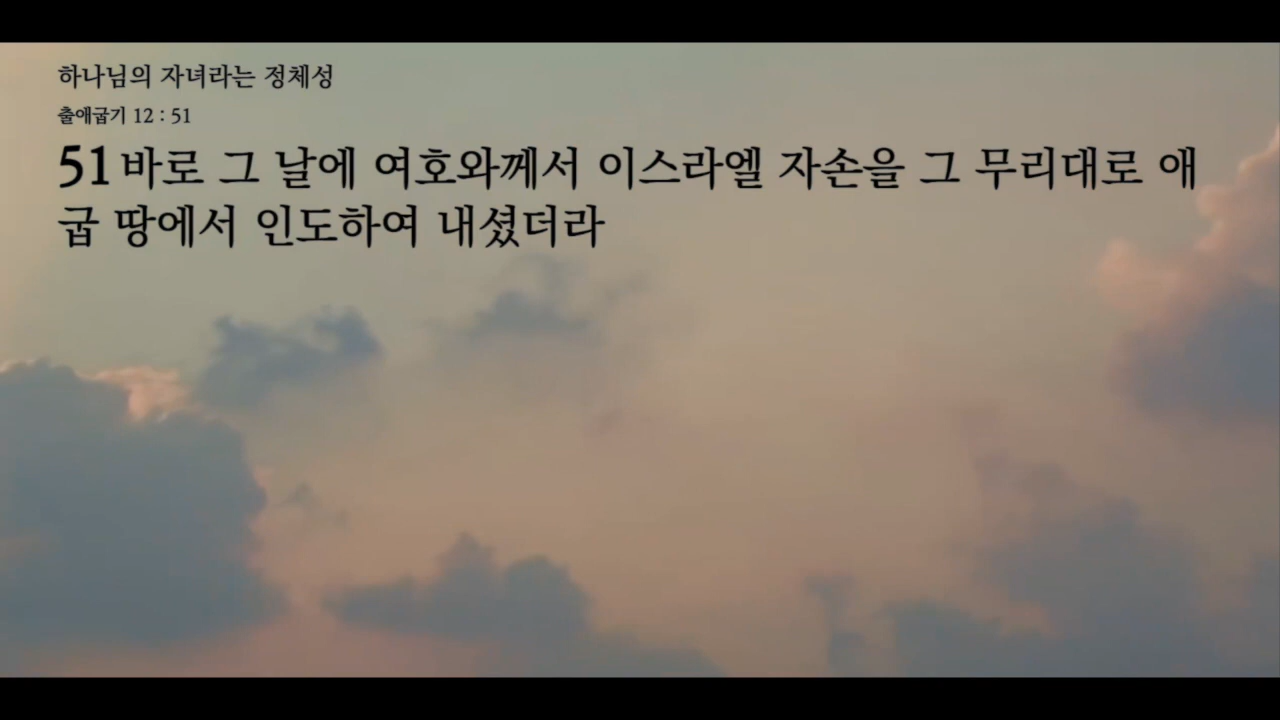 하나님의 자녀라는 정체성
출애굽기 12 : 51
51 바로 그 날에 여호와께서 이스라엘 자손을 그 무리대로 애
굽 땅에서 인도하여 내셨더라